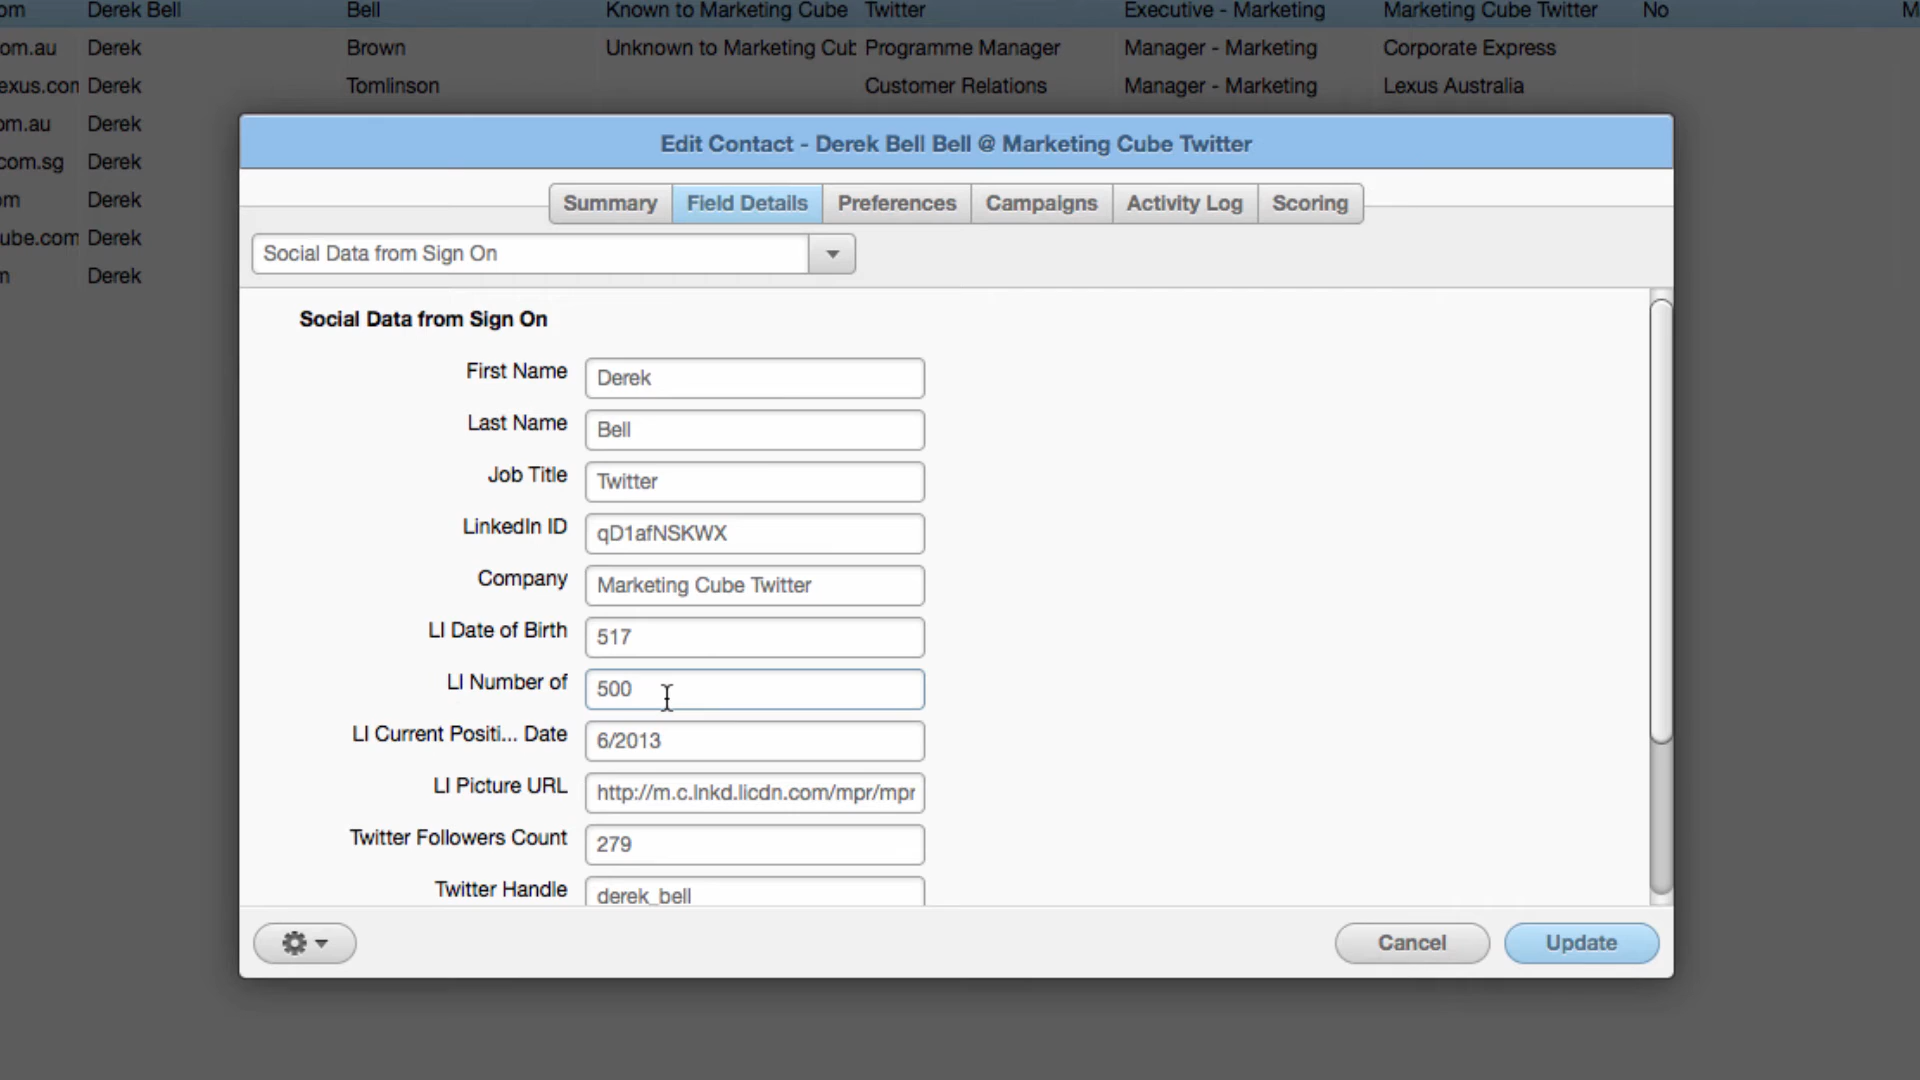 om Derek Bell Bell Known to Marketing Cube Twitter Executive - Marketing Marketing Cube Twitter No M
om.au Derek Brown Unknown to Marketing Cub Programme Manager Manager - Marketing Corporate Express
exus.com Derek Tomlinson Customer Relations Manager - Marketing Lexus Australia
om.au Derek
com.sg Derek
om Derek
ube.com Derek
Derek
Edit Contact - Derek Bell Bell @ Marketing Cube Twitter
Summary Field Details Preferences Campaigns Activity Log Scoring
Social Data from Sign On
Social Data from Sign On
First Name Derek
Last Name Bell
Job Title Twitter
LinkedIn ID qD1afNSKWX
Company Marketing Cube Twitter
LI Date of Birth 517
LI Number of 500
LI Current Positi... Date 6/2013
LI Picture URL http://m.c.lnkd.licdn.com/mpr/mpr
Twitter Followers Count 279
Twitter Handle derek_bell
Cancel Update